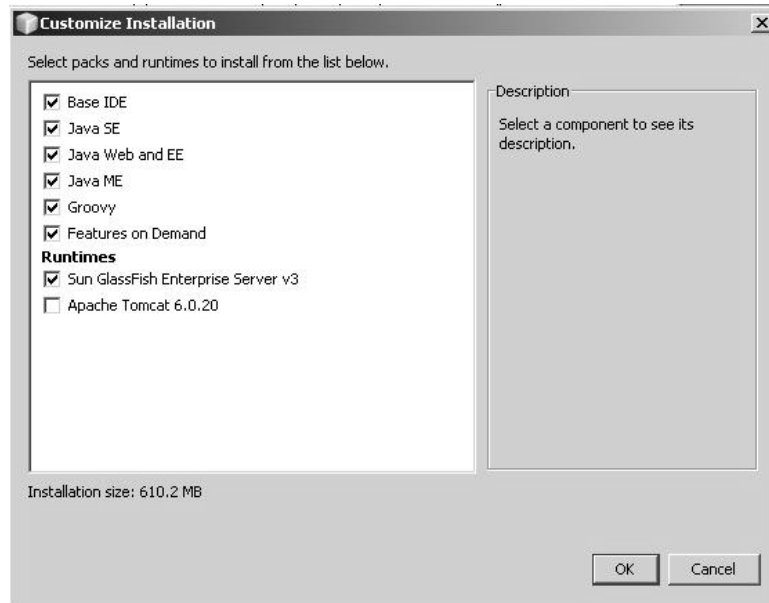 Customize Installation
Select packs and runtimes to install from the list below.
Base IDE
Java SE
Java Web and EE
Java ME
Groovy
Features on Demand
Runtimes
Sun GlassFish Enterprise Server v3
Apache Tomcat 6.0.20
Description
Select a component to see its
description.
Installation size: 610.2 MB
OK
Cancel